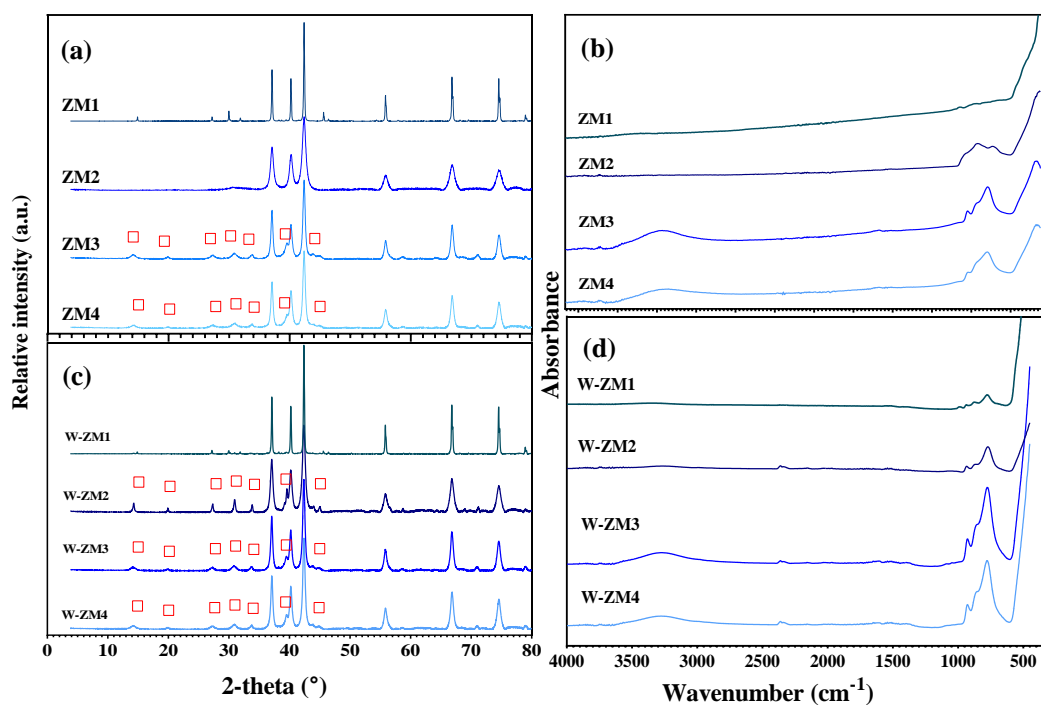 (a)
ZM1
ZM2
ZM3
ZM4
(b)
ZM1
ZM2
ZM3
ZM4
(c)
W-ZM1
W-ZM2
W-ZM3
W-ZM4
(d)
W-ZM1
W-ZM2
W-ZM3
W-ZM4
Relative intensity (a.u.)
Absorbance
0 10 20 30 40 50 60 70 80
2-theta (°)
4000 3500 3000 2500 2000 1500 1000 500
Wavenumber (cm⁻¹)